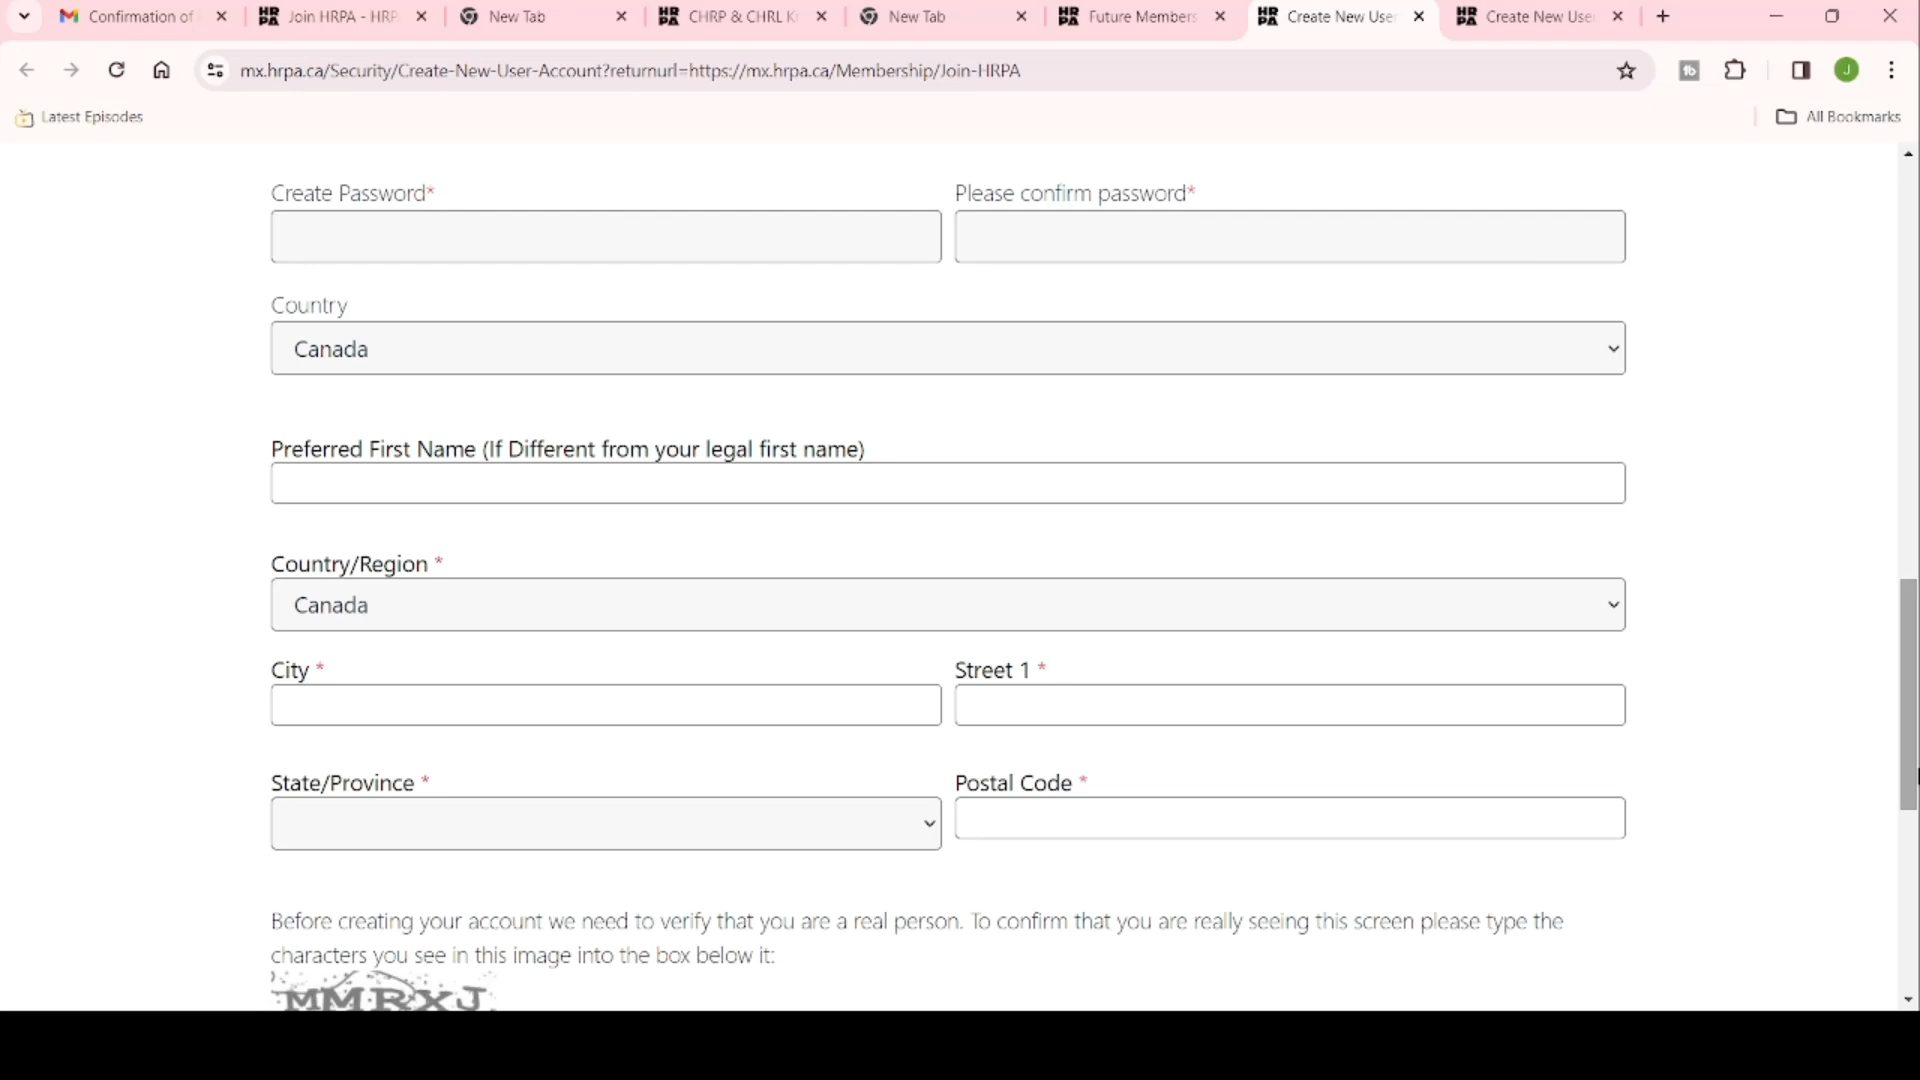 Confirmation of
Join HRPA - HRP
New Tab
CHRP & CHRL K
New Tab
Future Members
Create New User
Create New Use
mx.hrpa.ca/Security/Create-New-User-Account?returnurl=https://mx.hrpa.ca/Membership/Join-HRPA
J
Latest Episodes
All Bookmarks
Create Password*
Please confirm password*
Country
Canada
Preferred First Name (If Different from your legal first name)
Country/Region *
Canada
City *
Street 1 *
State/Province *
Postal Code *
Before creating your account we need to verify that you are a real person. To confirm that you are really seeing this screen please type the
characters you see in this image into the box below it:
MMRXJ